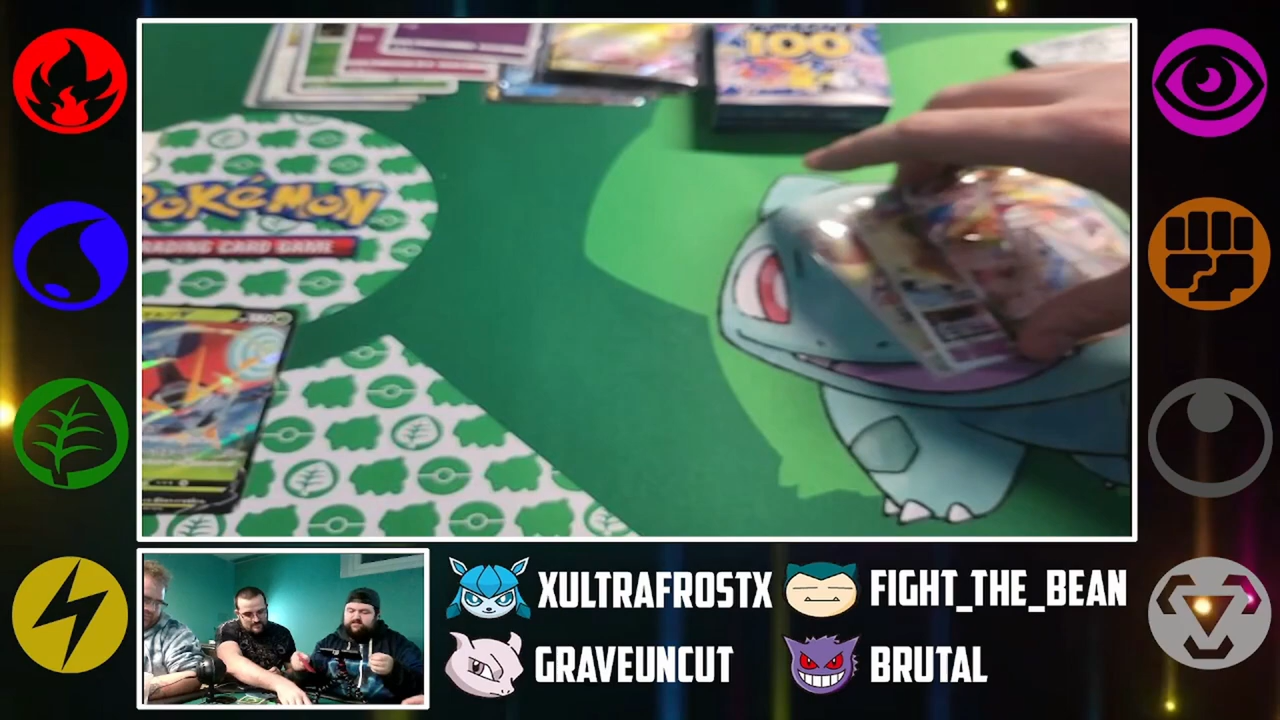 100
POKéMON
TRADING CARD GAME
XULTRAFROSTX
FIGHT_THE_BEAN
GRAVEUNCUT
BRUTAL